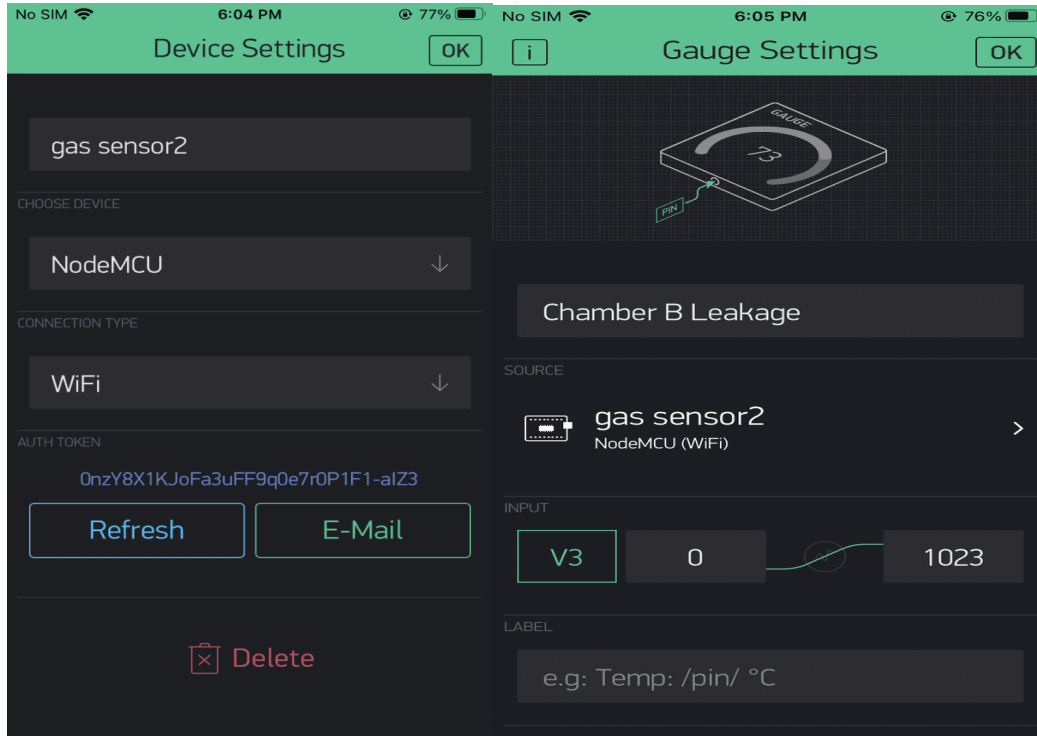 No SIM 6:04 PM 77%
Device Settings OK
gas sensor2
CHOOSE DEVICE
NodeMCU
CONNECTION TYPE
WiFi
AUTH TOKEN
0nzY8X1KJoFa3uFF9q0e7r0P1F1-aIZ3
Refresh E-Mail
Delete
No SIM 6:05 PM 76%
i Gauge Settings OK
GAUGE
73
PIN
Chamber B Leakage
SOURCE
gas sensor2
NodeMCU (WiFi)
INPUT
V3 0 1023
LABEL
e.g: Temp: /pin/ °C